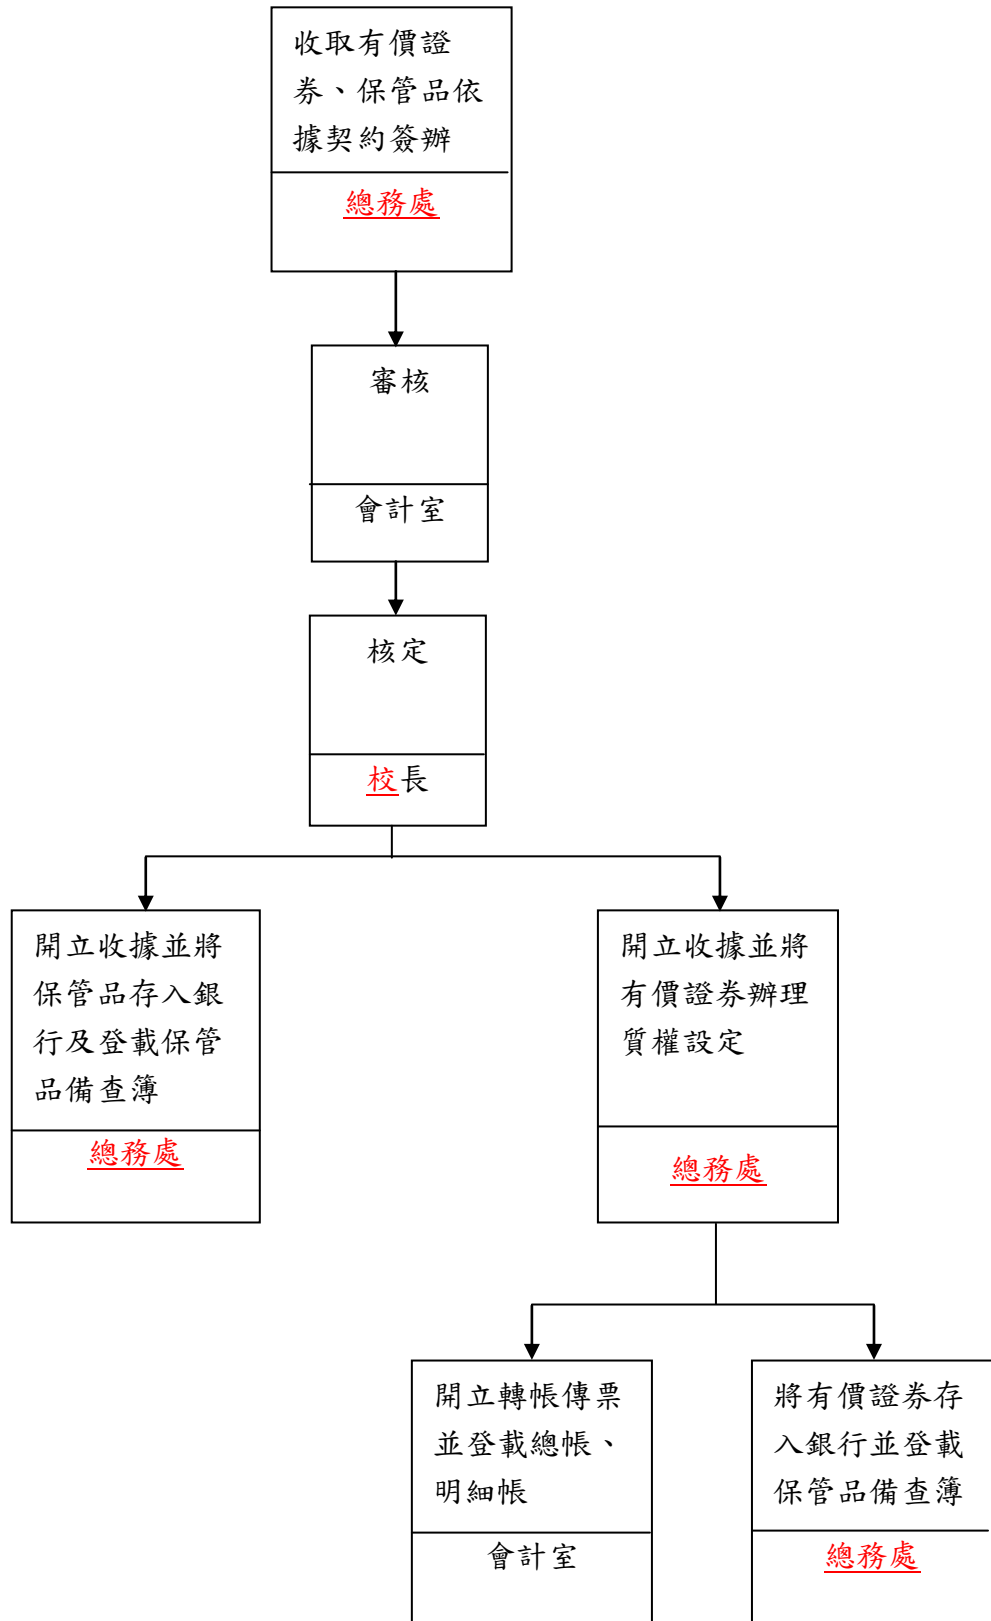 收取有價證
券、保管品依
據契約簽辦
總務處
審核
會計室
核定
校長
開立收據並將
保管品存入銀
行及登載保管
品備查簿
總務處
開立收據並將
有價證券辦理
質權設定
總務處
開立轉帳傳票
並登載總帳、
明細帳
會計室
將有價證券存
入銀行並登載
保管品備查簿
總務處